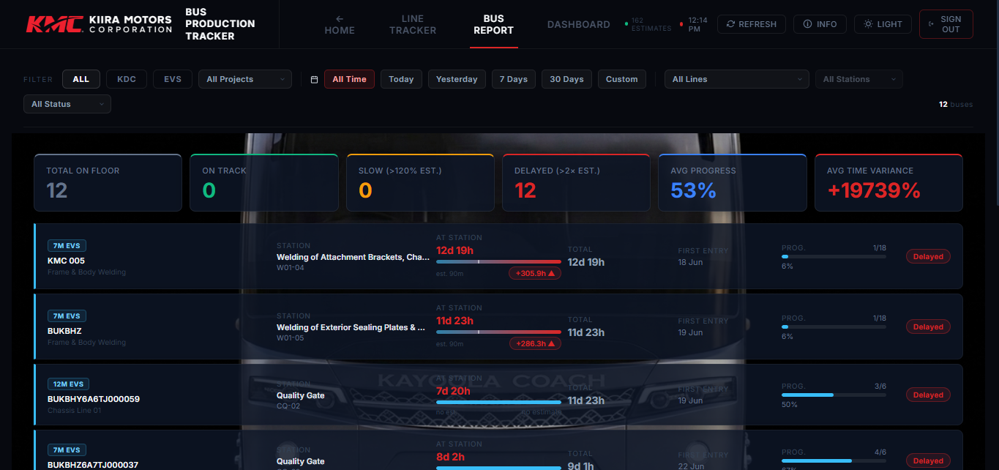 KMC KIIRA MOTORS
CORPORATION
BUS
PRODUCTION
TRACKER
← HOME
LINE
TRACKER
BUS
REPORT
DASHBOARD
162
ESTIMATES
12:14
PM
REFRESH
INFO
LIGHT
SIGN
OUT
FILTER ALL KDC EVS All Projects All Time Today Yesterday 7 Days 30 Days Custom All Lines All Stations
All Status 12 buses
TOTAL ON FLOOR
12
ON TRACK
0
SLOW (>120% EST.)
0
DELAYED (>2× EST.)
12
AVG PROGRESS
53%
AVG TIME VARIANCE
+19739%
7M EVS
KMC 005
Frame & Body Welding
STATION
Welding of Attachment Brackets, Cha...
W01-04
AT STATION
12d 19h
est. 90m +305.9h ▲
TOTAL
12d 19h
FIRST ENTRY
18 Jun
PROG. 1/18
6%
Delayed
7M EVS
BUKBHZ
Frame & Body Welding
STATION
Welding of Exterior Sealing Plates & ...
W01-05
AT STATION
11d 23h
est. 90m +286.3h ▲
TOTAL
11d 23h
FIRST ENTRY
19 Jun
PROG. 1/18
6%
Delayed
12M EVS
BUKBHY6A6TJ000059
Chassis Line 01
STATION
Quality Gate
CQ-02
AT STATION
7d 20h
no est. no estimate
TOTAL
11d 23h
FIRST ENTRY
19 Jun
PROG. 3/6
50%
Delayed
KAYOOLA COACH
7M EVS
BUKBHZ6A7TJ000037
STATION
Quality Gate
AT STATION
8d 2h
TOTAL
9d 1h
FIRST ENTRY
22 Jun
PROG. 4/6
67%
Delayed